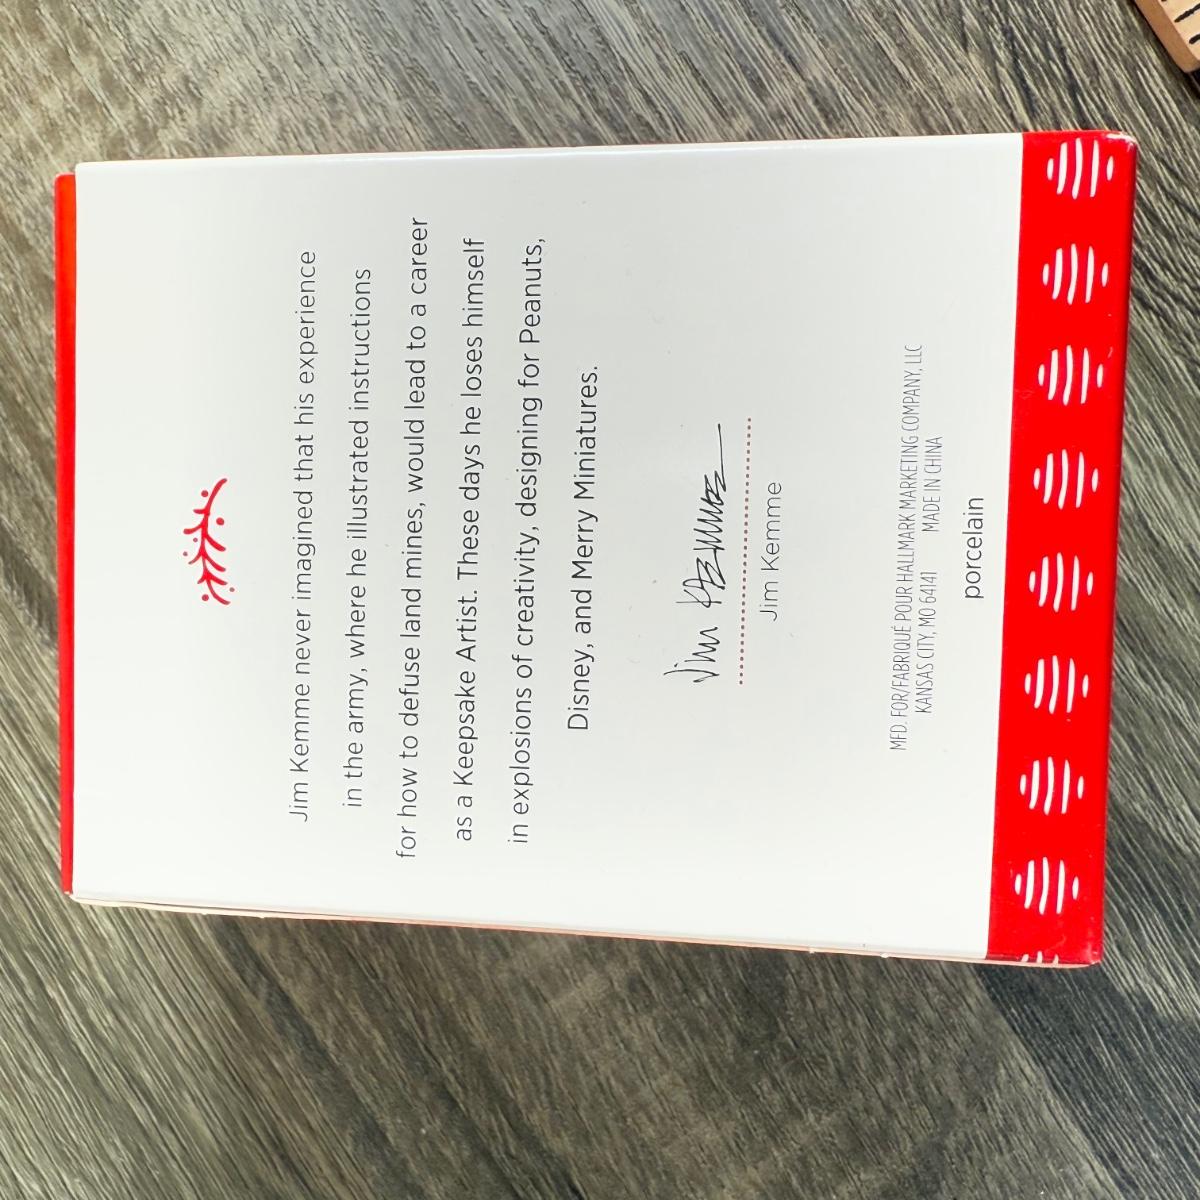 Jim Kemme never imagined that his experience
in the army, where he illustrated instructions
for how to defuse land mines, would lead to a career
as a Keepsake Artist. These days he loses himself
in explosions of creativity, designing for Peanuts,
Disney, and Merry Miniatures.
Jim Kemme
Jim Kemme
MFD. FOR/FABRIQUÉ POUR HALLMARK MARKETING COMPANY, LLC
KANSAS CITY, MO 64141 MADE IN CHINA
porcelain